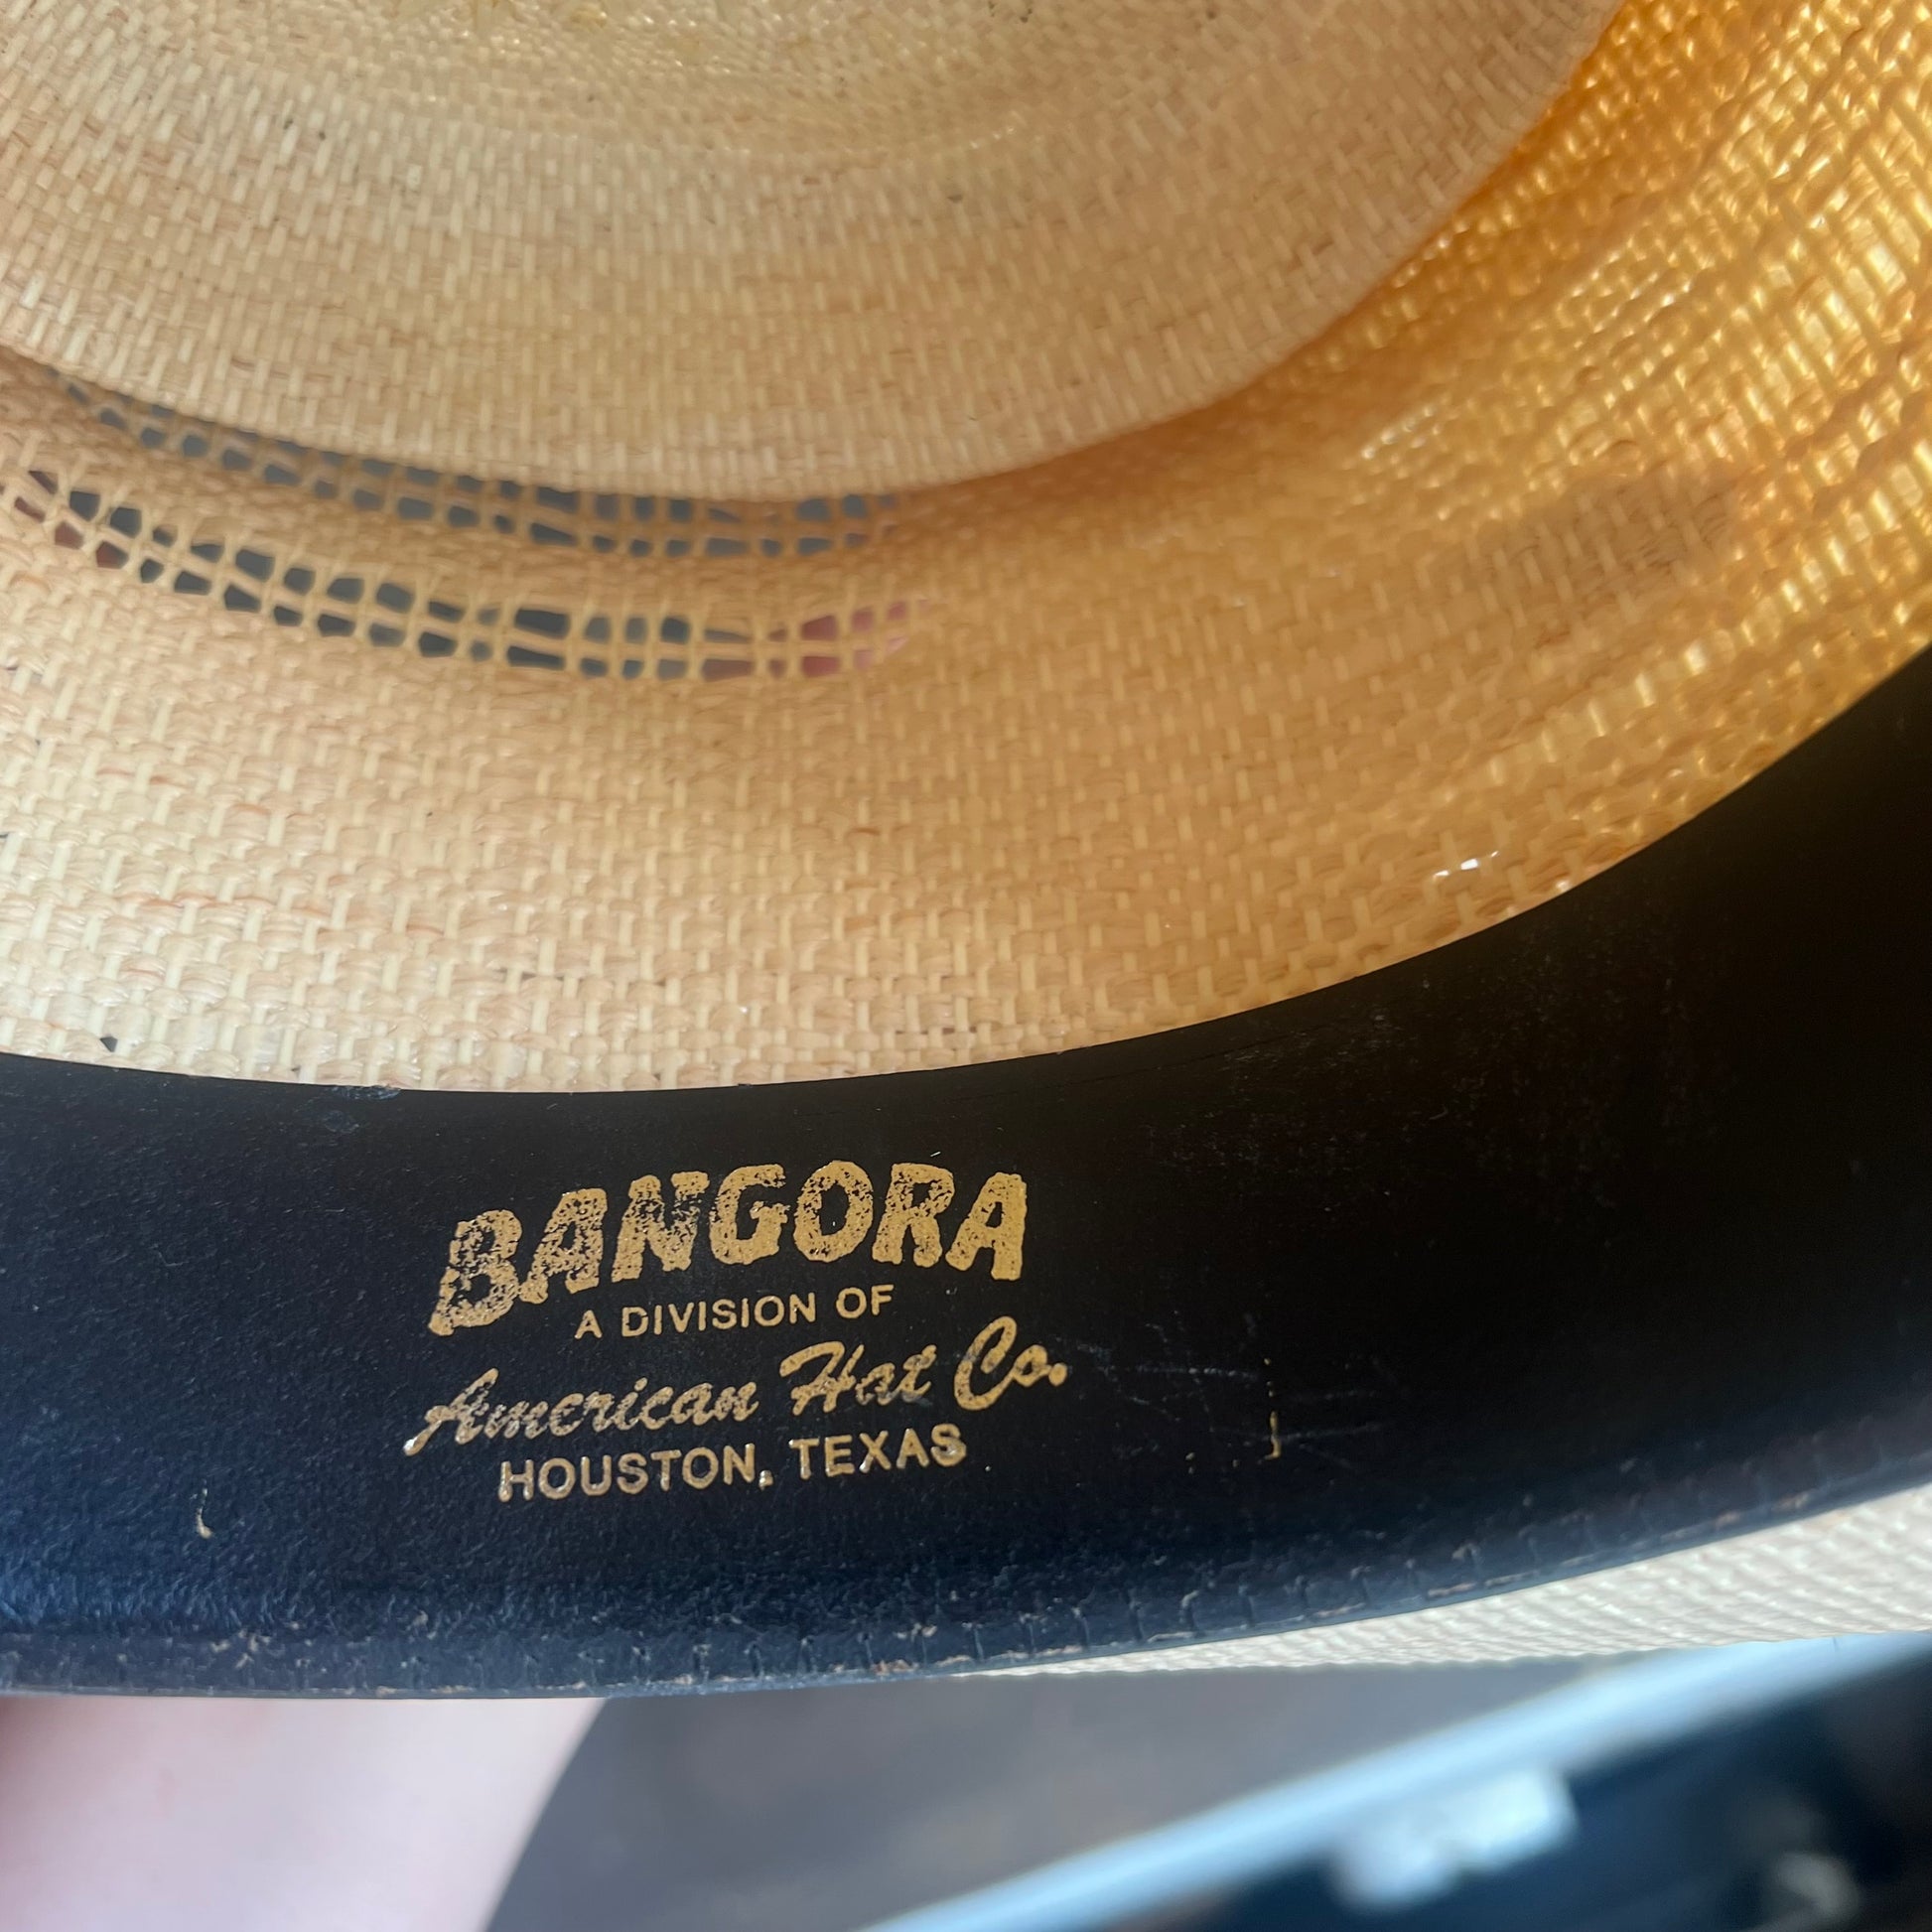 BANGORA
A DIVISION OF
American Hat Co.
HOUSTON, TEXAS